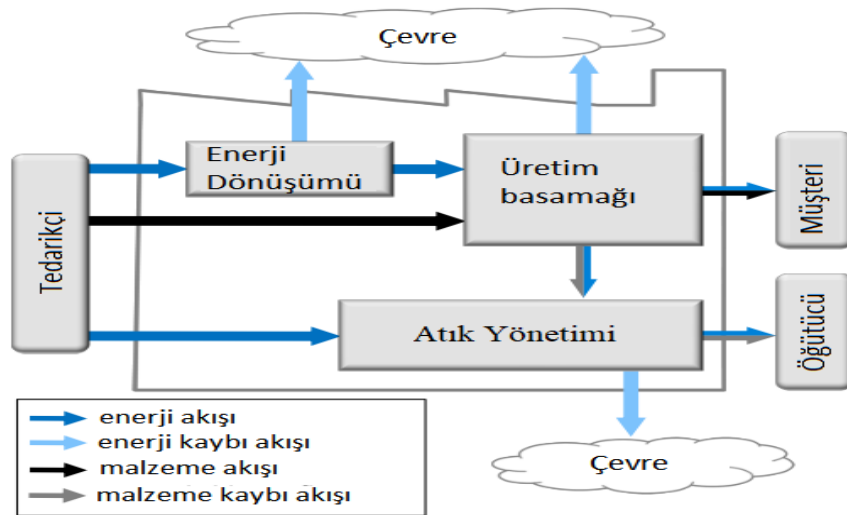 Çevre
Enerji
Dönüşümü
Üretim
basamağı
Tedarikçi
Müşteri
Atık Yönetimi
Öğütücü
Çevre
enerji akışı
enerji kaybı akışı
malzeme akışı
malzeme kaybı akışı